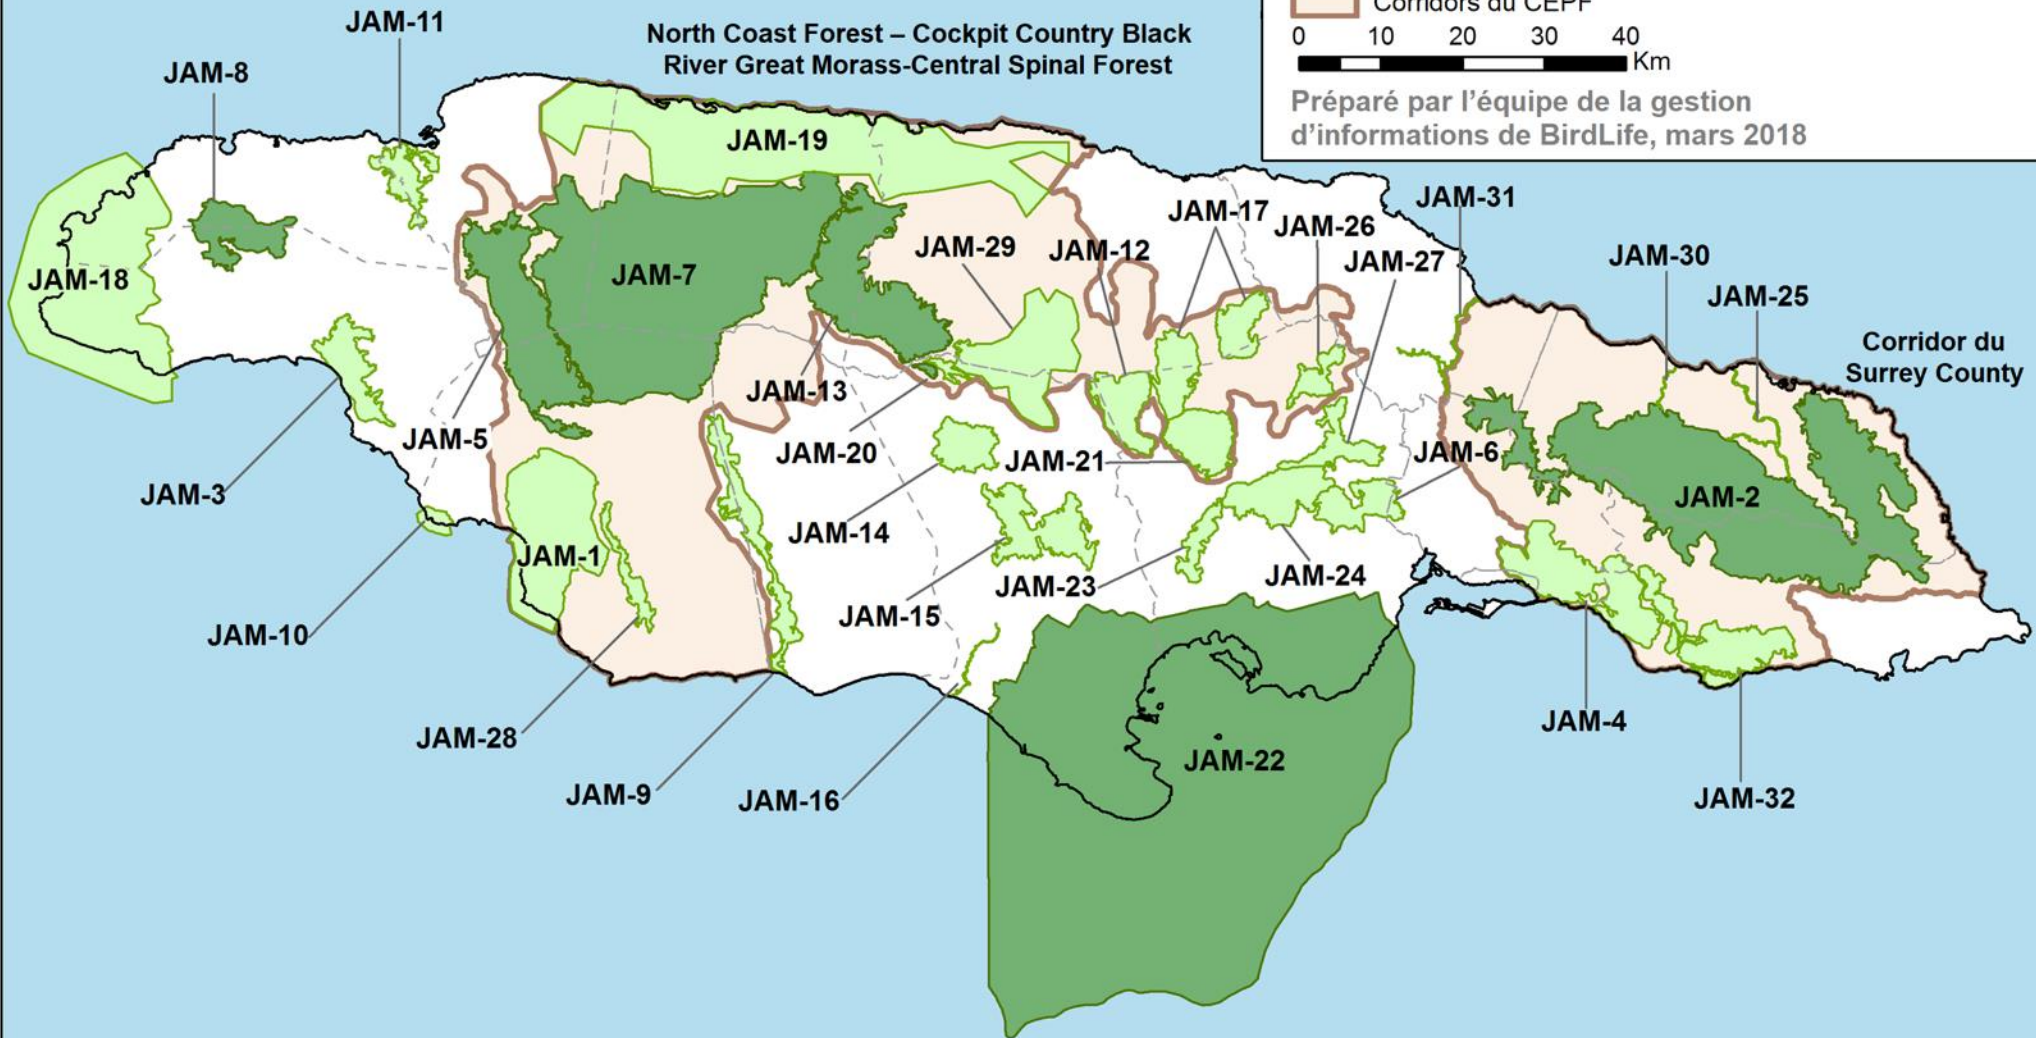 Corridors du CEPF
0 10 20 30 40
Km
Préparé par l’équipe de la gestion
d’informations de BirdLife, mars 2018
North Coast Forest – Cockpit Country Black
River Great Morass-Central Spinal Forest
JAM-11
JAM-8
JAM-19
JAM-31
JAM-17
JAM-26
JAM-29
JAM-12
JAM-30
JAM-27
JAM-18
JAM-7
JAM-25
Corridor du
Surrey County
JAM-13
JAM-5
JAM-20
JAM-21
JAM-6
JAM-3
JAM-2
JAM-14
JAM-1
JAM-24
JAM-23
JAM-15
JAM-10
JAM-4
JAM-28
JAM-22
JAM-9
JAM-16
JAM-32